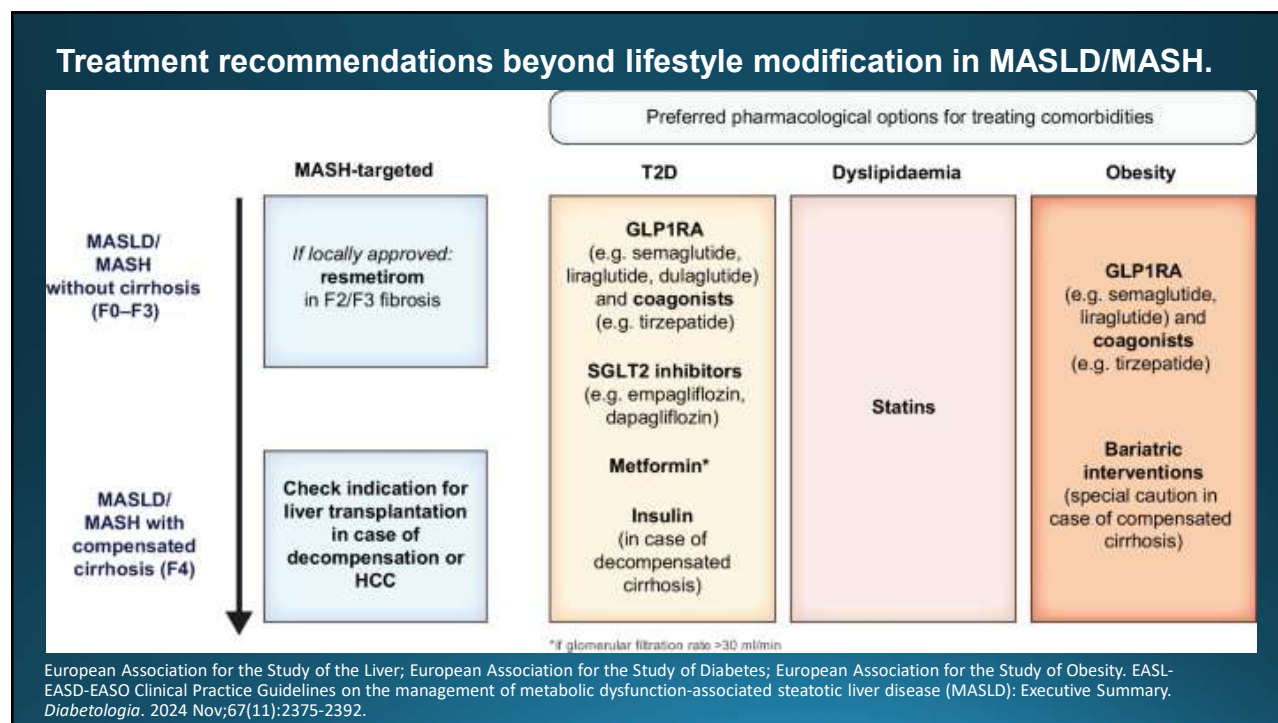 Treatment recommendations beyond lifestyle modification in MASLD/MASH.
Preferred pharmacological options for treating comorbidities
MASH-targeted
T2D
Dyslipidaemia
Obesity
MASLD/
MASH
without cirrhosis
(F0–F3)
If locally approved:
resmetirom
in F2/F3 fibrosis
GLP1RA
(e.g. semaglutide,
liraglutide, dulaglutide)
and coagonists
(e.g. tirzepatide)
SGLT2 inhibitors
(e.g. empagliflozin,
dapagliflozin)
Metformin*
Insulin
(in case of
decompensated
cirrhosis)
Statins
GLP1RA
(e.g. semaglutide,
liraglutide) and
coagonists
(e.g. tirzepatide)
Bariatric
interventions
(special caution in
case of compensated
cirrhosis)
MASLD/
MASH with
compensated
cirrhosis (F4)
Check indication for
liver transplantation
in case of
decompensation or
HCC
*if glomerular filtration rate >30 ml/min
European Association for the Study of the Liver; European Association for the Study of Diabetes; European Association for the Study of Obesity. EASL-
EASD-EASO Clinical Practice Guidelines on the management of metabolic dysfunction-associated steatotic liver disease (MASLD): Executive Summary.
Diabetologia. 2024 Nov;67(11):2375-2392.